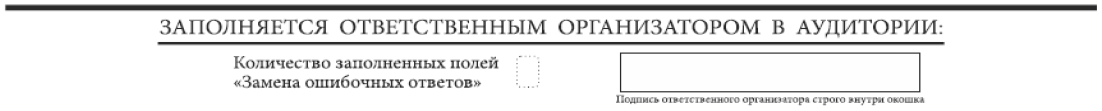 ЗАПОЛНЯЕТСЯ ОТВЕТСТВЕННЫМ ОРГАНИЗАТОРОМ В АУДИТОРИИ:
Количество заполненных полей
«Замена ошибочных ответов»
Подпись ответственного организатора строго внутри окошка